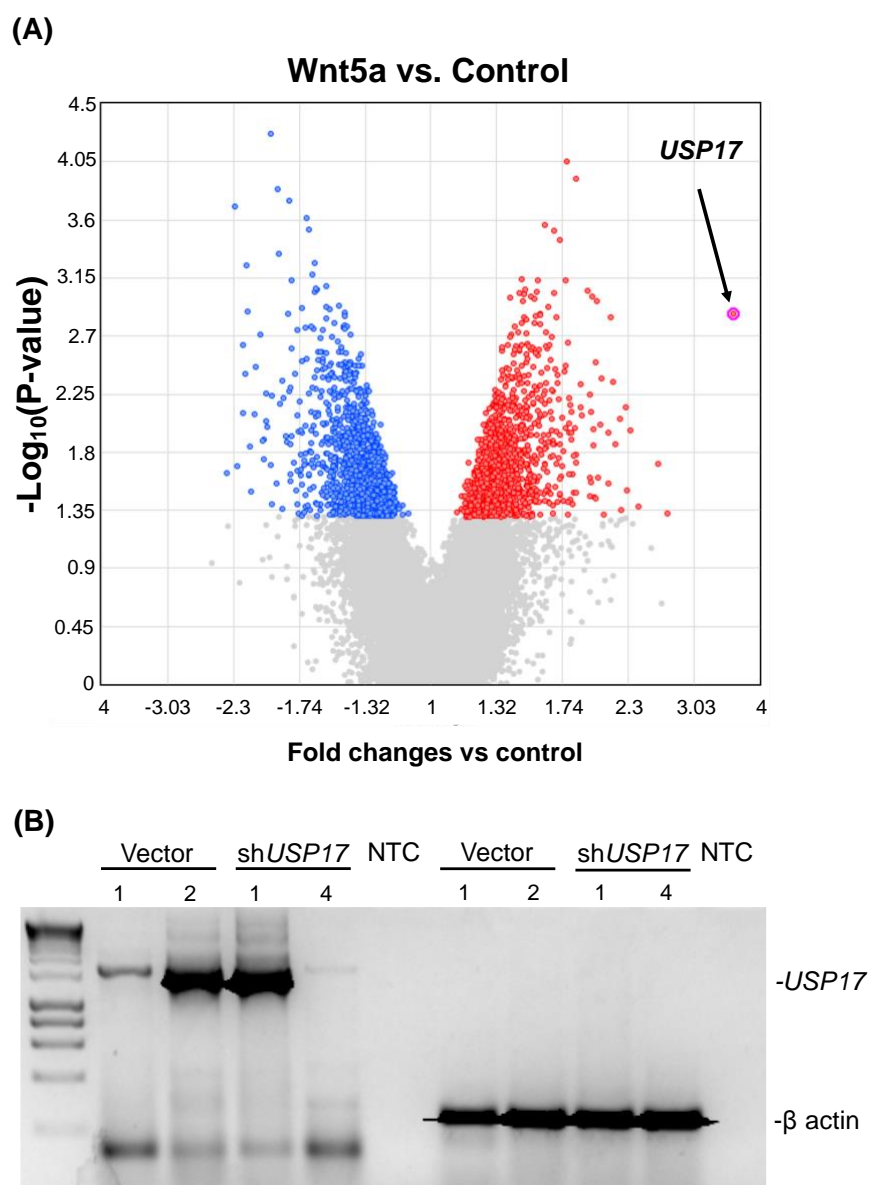 (A)
Wnt5a vs. Control
USP17
-Log10(P-value)
4.5
4.05
3.6
3.15
2.7
2.25
1.8
1.35
0.9
0.45
0
4 -3.03 -2.3 -1.74 -1.32 1 1.32 1.74 2.3 3.03 4
Fold changes vs control
(B)
Vector shUSP17 NTC Vector shUSP17 NTC
1 2 1 4 1 2 1 4
-USP17
-β actin